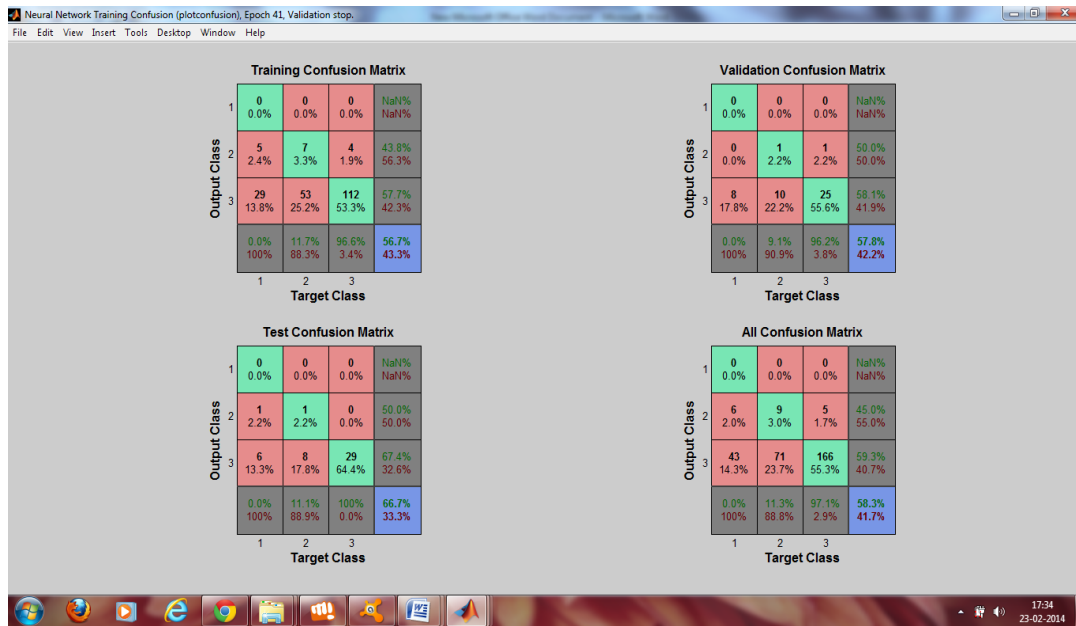 Neural Network Training Confusion (plotconfusion), Epoch 41, Validation stop.
File Edit View Insert Tools Desktop Window Help
Training Confusion Matrix
Output Class
1 0 0 0 NaN%
0.0% 0.0% 0.0% NaN%
2 5 7 4 43.8%
2.4% 3.3% 1.9% 56.3%
3 29 53 112 57.7%
13.8% 25.2% 53.3% 42.3%
0.0% 11.7% 96.6% 56.7%
100% 88.3% 3.4% 43.3%
1 2 3
Target Class
Validation Confusion Matrix
Output Class
1 0 0 0 NaN%
0.0% 0.0% 0.0% NaN%
2 0 1 1 50.0%
0.0% 2.2% 2.2% 50.0%
3 8 10 25 58.1%
17.8% 22.2% 55.6% 41.9%
0.0% 9.1% 96.2% 57.8%
100% 90.9% 3.8% 42.2%
1 2 3
Target Class
Test Confusion Matrix
Output Class
1 0 0 0 NaN%
0.0% 0.0% 0.0% NaN%
2 1 1 0 50.0%
2.2% 2.2% 0.0% 50.0%
3 6 8 29 67.4%
13.3% 17.8% 64.4% 32.6%
0.0% 11.1% 100% 66.7%
100% 88.9% 0.0% 33.3%
1 2 3
Target Class
All Confusion Matrix
Output Class
1 0 0 0 NaN%
0.0% 0.0% 0.0% NaN%
2 6 9 5 45.0%
2.0% 3.0% 1.7% 55.0%
3 43 71 166 59.3%
14.3% 23.7% 55.3% 40.7%
0.0% 11.3% 97.1% 58.3%
100% 88.8% 2.9% 41.7%
1 2 3
Target Class
17:34
23-02-2014